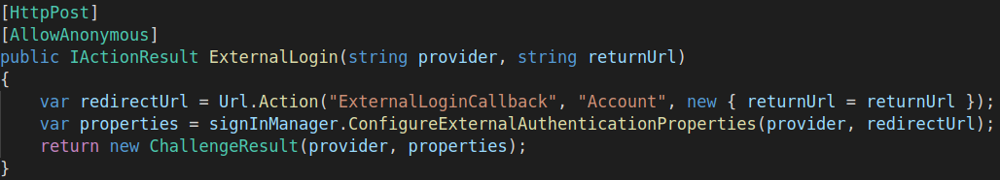 [HttpPost]
[AllowAnonymous]
public IActionResult ExternalLogin(string provider, string returnUrl)
{
    var redirectUrl = Url.Action("ExternalLoginCallback", "Account", new { returnUrl = returnUrl });
    var properties = signInManager.ConfigureExternalAuthenticationProperties(provider, redirectUrl);
    return new ChallengeResult(provider, properties);
}